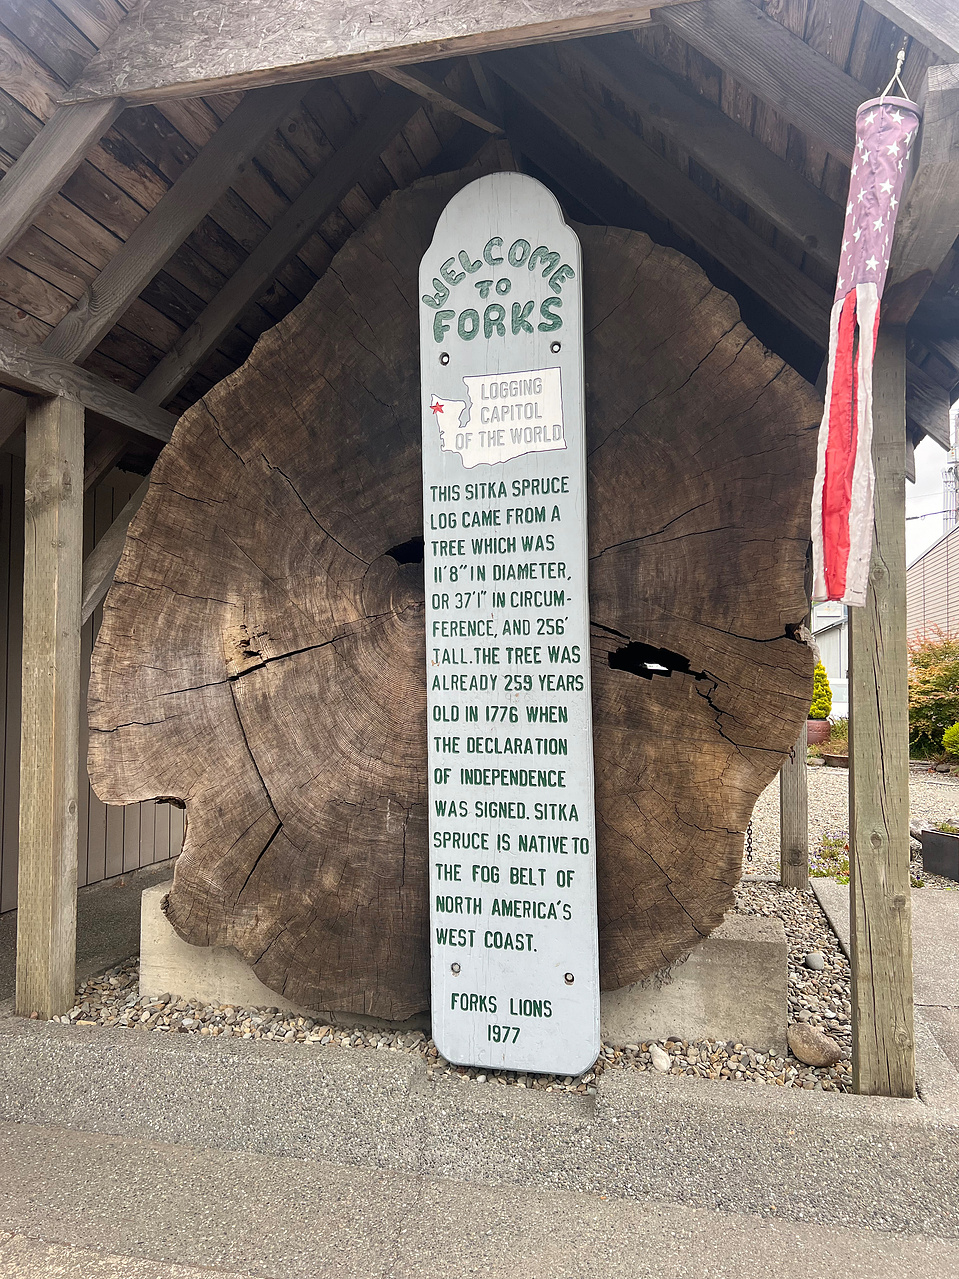 WELCOME
TO
FORKS
LOGGING
CAPITOL
OF THE WORLD
THIS SITKA SPRUCE
LOG CAME FROM A
TREE WHICH WAS
11'8" IN DIAMETER,
OR 37'1" IN CIRCUM-
FERENCE, AND 256'
TALL. THE TREE WAS
ALREADY 259 YEARS
OLD IN 1776 WHEN
THE DECLARATION
OF INDEPENDENCE
WAS SIGNED. SITKA
SPRUCE IS NATIVE TO
THE FOG BELT OF
NORTH AMERICA'S
WEST COAST.
FORKS LIONS
1977